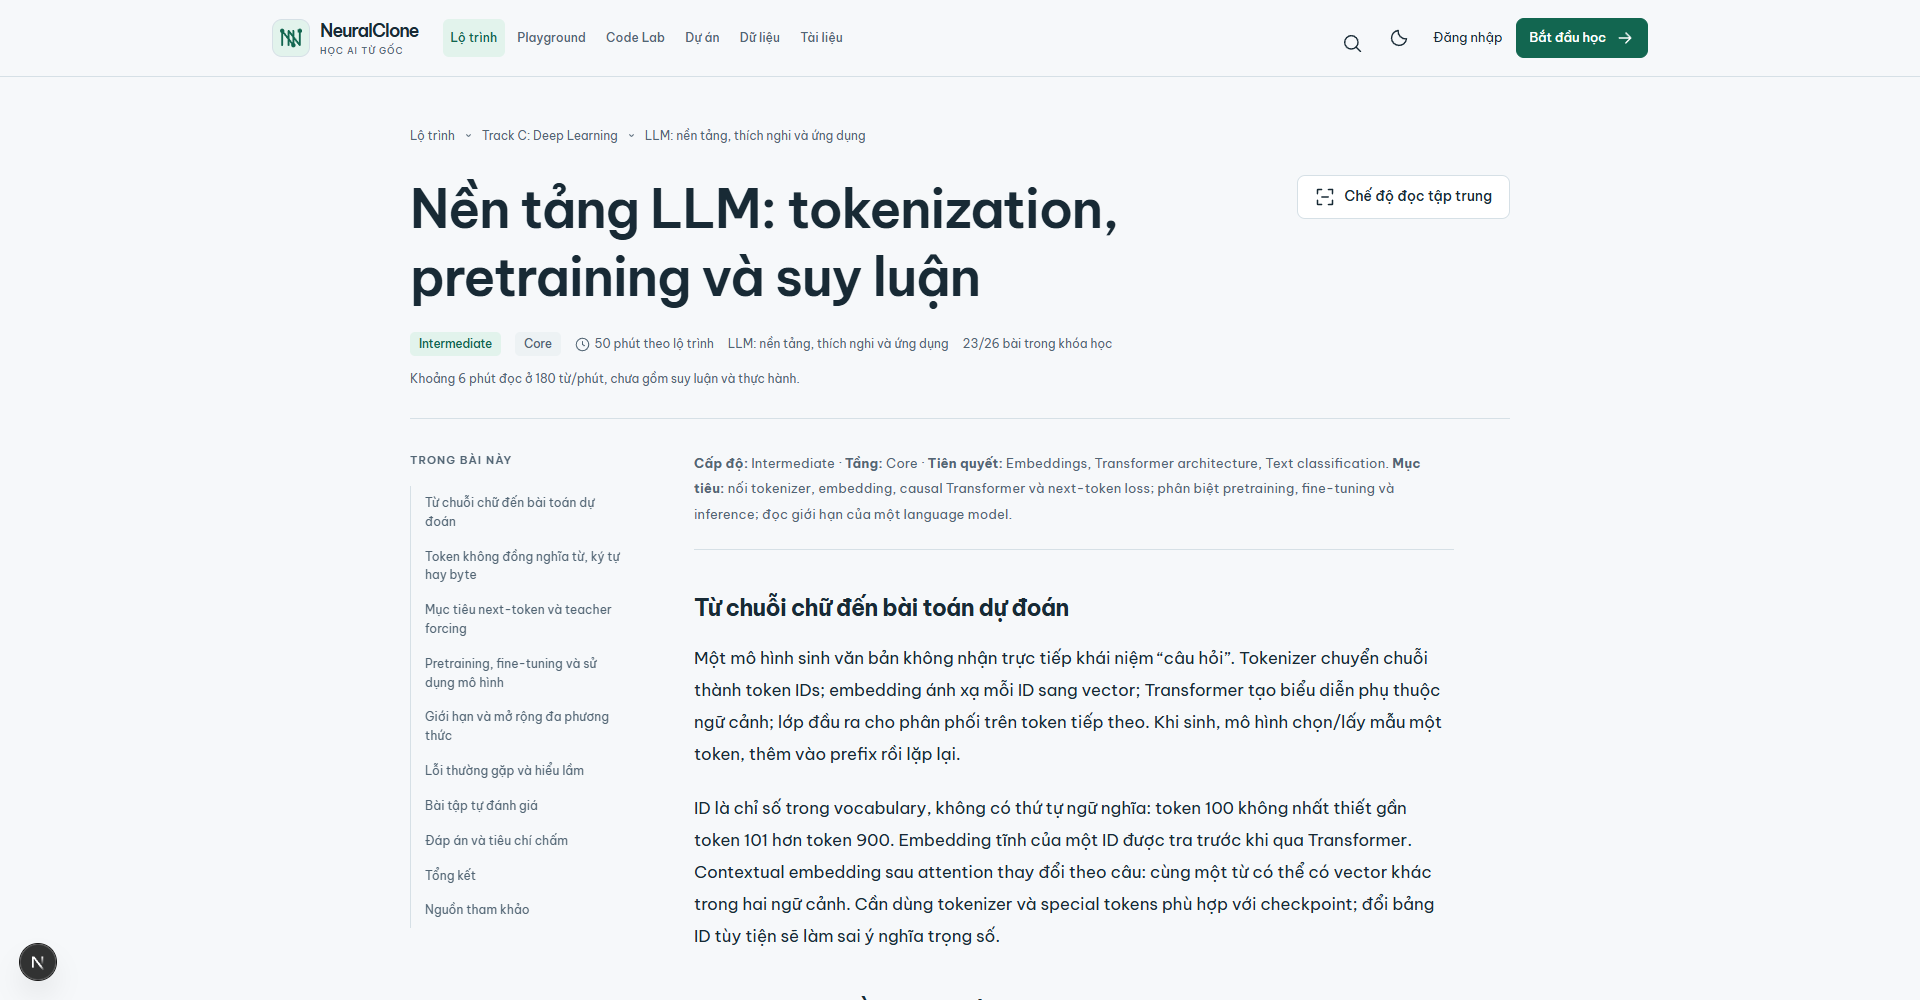 NeuralClone
HỌC AI TỪ GỐC
Lộ trình
Playground
Code Lab
Dự án
Dữ liệu
Tài liệu
Đăng nhập
Bắt đầu học
Lộ trình
Track C: Deep Learning
LLM: nền tảng, thích nghi và ứng dụng
Nền tảng LLM: tokenization,
pretraining và suy luận
Chế độ đọc tập trung
Intermediate
Core
50 phút theo lộ trình
LLM: nền tảng, thích nghi và ứng dụng
23/26 bài trong khóa học
Khoảng 6 phút đọc ở 180 từ/phút, chưa gồm suy luận và thực hành.
TRONG BÀI NÀY
Từ chuỗi chữ đến bài toán dự
đoán
Token không đồng nghĩa từ, ký tự
hay byte
Mục tiêu next-token và teacher
forcing
Pretraining, fine-tuning và sử
dụng mô hình
Giới hạn và mở rộng đa phương
thức
Lỗi thường gặp và hiểu lầm
Bài tập tự đánh giá
Đáp án và tiêu chí chấm
Tổng kết
Nguồn tham khảo
Cấp độ: Intermediate · Tầng: Core · Tiên quyết: Embeddings, Transformer architecture, Text classification. Mục
tiêu: nối tokenizer, embedding, causal Transformer và next-token loss; phân biệt pretraining, fine-tuning và
inference; đọc giới hạn của một language model.
Từ chuỗi chữ đến bài toán dự đoán
Một mô hình sinh văn bản không nhận trực tiếp khái niệm “câu hỏi”. Tokenizer chuyển chuỗi
thành token IDs; embedding ánh xạ mỗi ID sang vector; Transformer tạo biểu diễn phụ thuộc
ngữ cảnh; lớp đầu ra cho phân phối trên token tiếp theo. Khi sinh, mô hình chọn/lấy mẫu một
token, thêm vào prefix rồi lặp lại.
ID là chỉ số trong vocabulary, không có thứ tự ngữ nghĩa: token 100 không nhất thiết gần
token 101 hơn token 900. Embedding tĩnh của một ID được tra trước khi qua Transformer.
Contextual embedding sau attention thay đổi theo câu: cùng một từ có thể có vector khác
trong hai ngữ cảnh. Cần dùng tokenizer và special tokens phù hợp với checkpoint; đổi bảng
ID tùy tiện sẽ làm sai ý nghĩa trọng số.